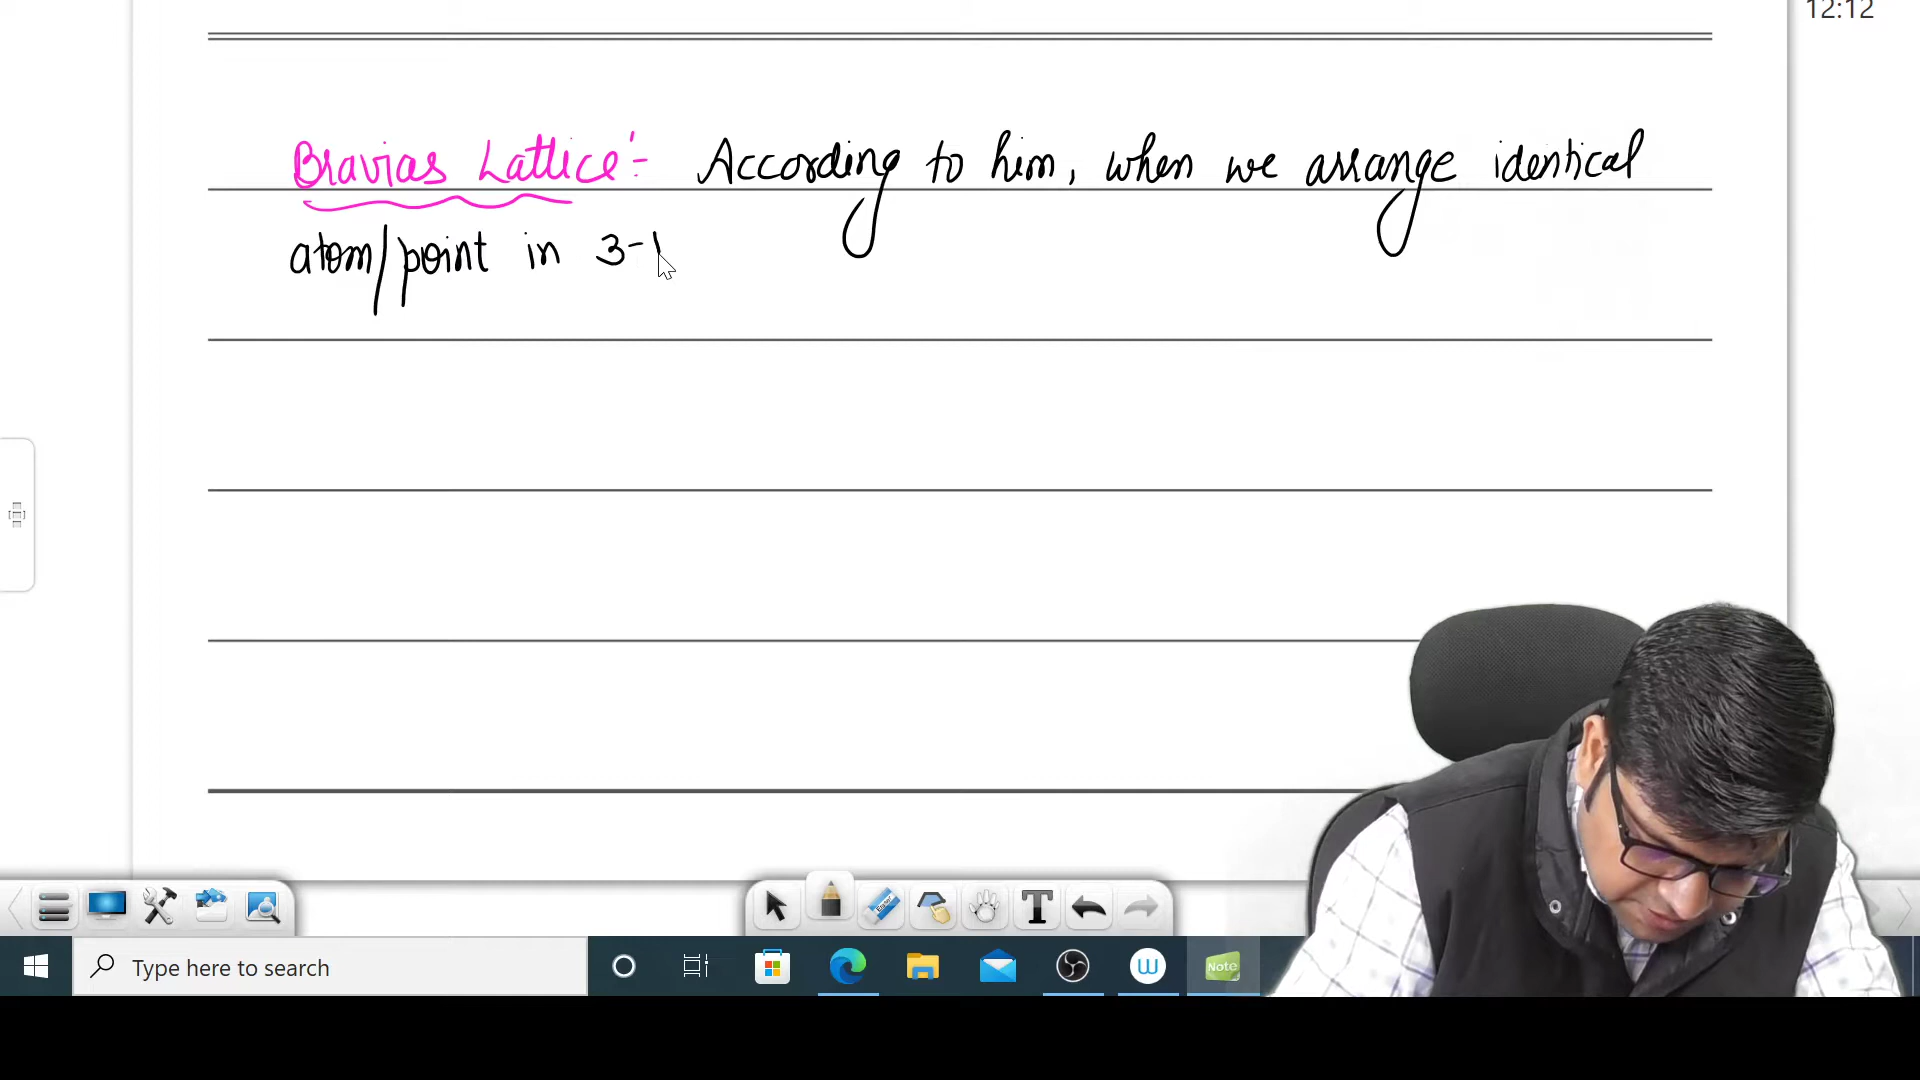 12:12
Bravias Lattice:- According to him, when we arrange identical
atom/point in 3-
Type here to search
Note